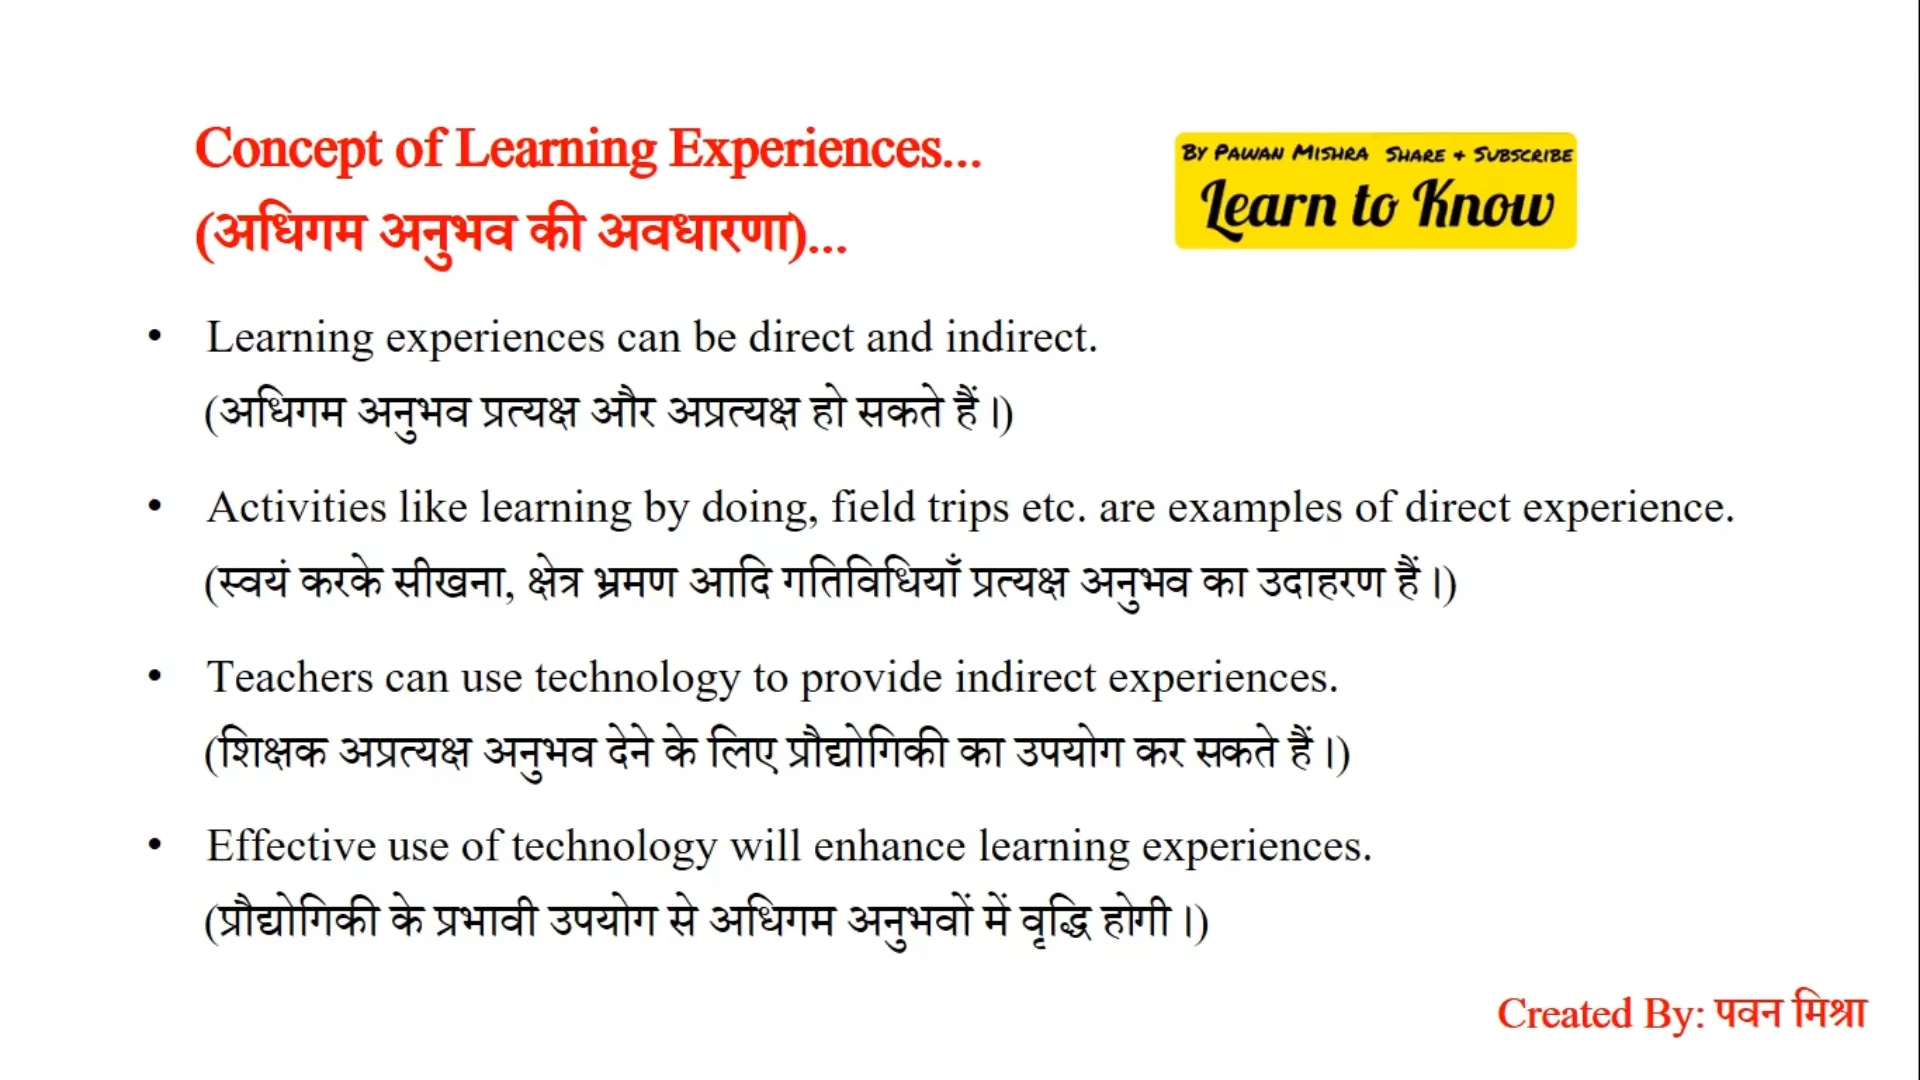 Concept of Learning Experiences...
(अधिगम अनुभव की अवधारणा)...
By Pawan Mishra Share + Subscribe
Learn to Know
• Learning experiences can be direct and indirect.
(अधिगम अनुभव प्रत्यक्ष और अप्रत्यक्ष हो सकते हैं।)
• Activities like learning by doing, field trips etc. are examples of direct experience.
(स्वयं करके सीखना, क्षेत्र भ्रमण आदि गतिविधियाँ प्रत्यक्ष अनुभव का उदाहरण हैं।)
• Teachers can use technology to provide indirect experiences.
(शिक्षक अप्रत्यक्ष अनुभव देने के लिए प्रौद्योगिकी का उपयोग कर सकते हैं।)
• Effective use of technology will enhance learning experiences.
(प्रौद्योगिकी के प्रभावी उपयोग से अधिगम अनुभवों में वृद्धि होगी।)
Created By: पवन मिश्रा